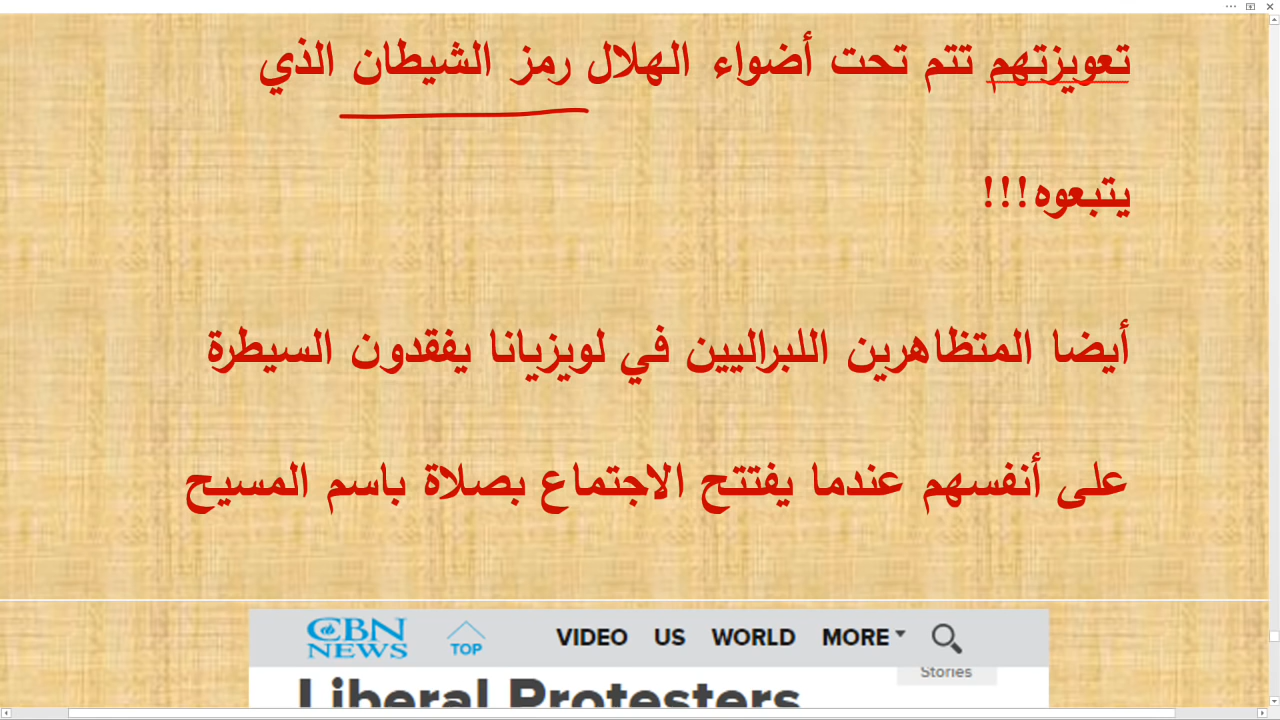 تعويزتهم تتم تحت أضواء الهلال رمز الشيطان الذي
يتبعوه!!!
أيضا المتظاهرين اللبراليين في لويزيانا يفقدون السيطرة
على أنفسهم عندما يفتتح الاجتماع بصلاة باسم المسيح
CBN NEWS TOP VIDEO US WORLD MORE
Stories
Liberal Protesters